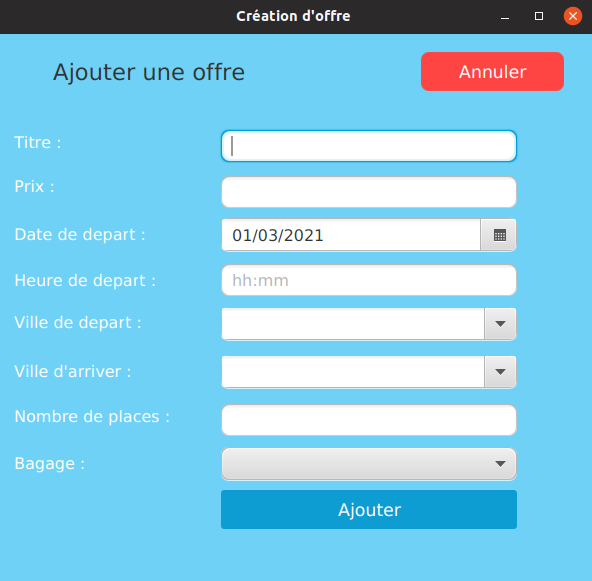 Création d'offre
Ajouter une offre
Annuler
Titre :
Prix :
Date de depart :
01/03/2021
Heure de depart :
hh:mm
Ville de depart :
Ville d'arriver :
Nombre de places :
Bagage :
Ajouter